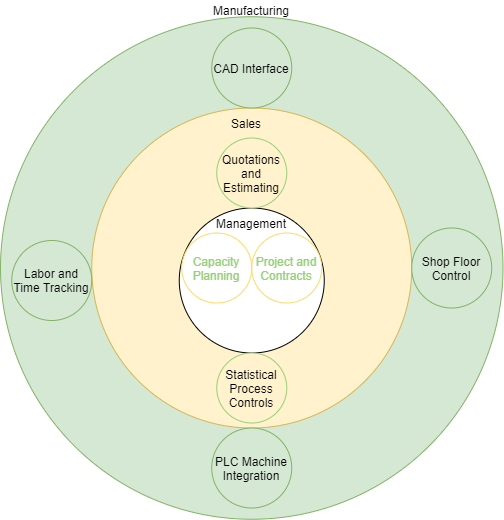 Manufacturing
CAD Interface
Sales
Quotations
and
Estimating
Management
Capacity
Planning
Project and
Contracts
Labor and
Time Tracking
Shop Floor
Control
Statistical
Process
Controls
PLC Machine
Integration